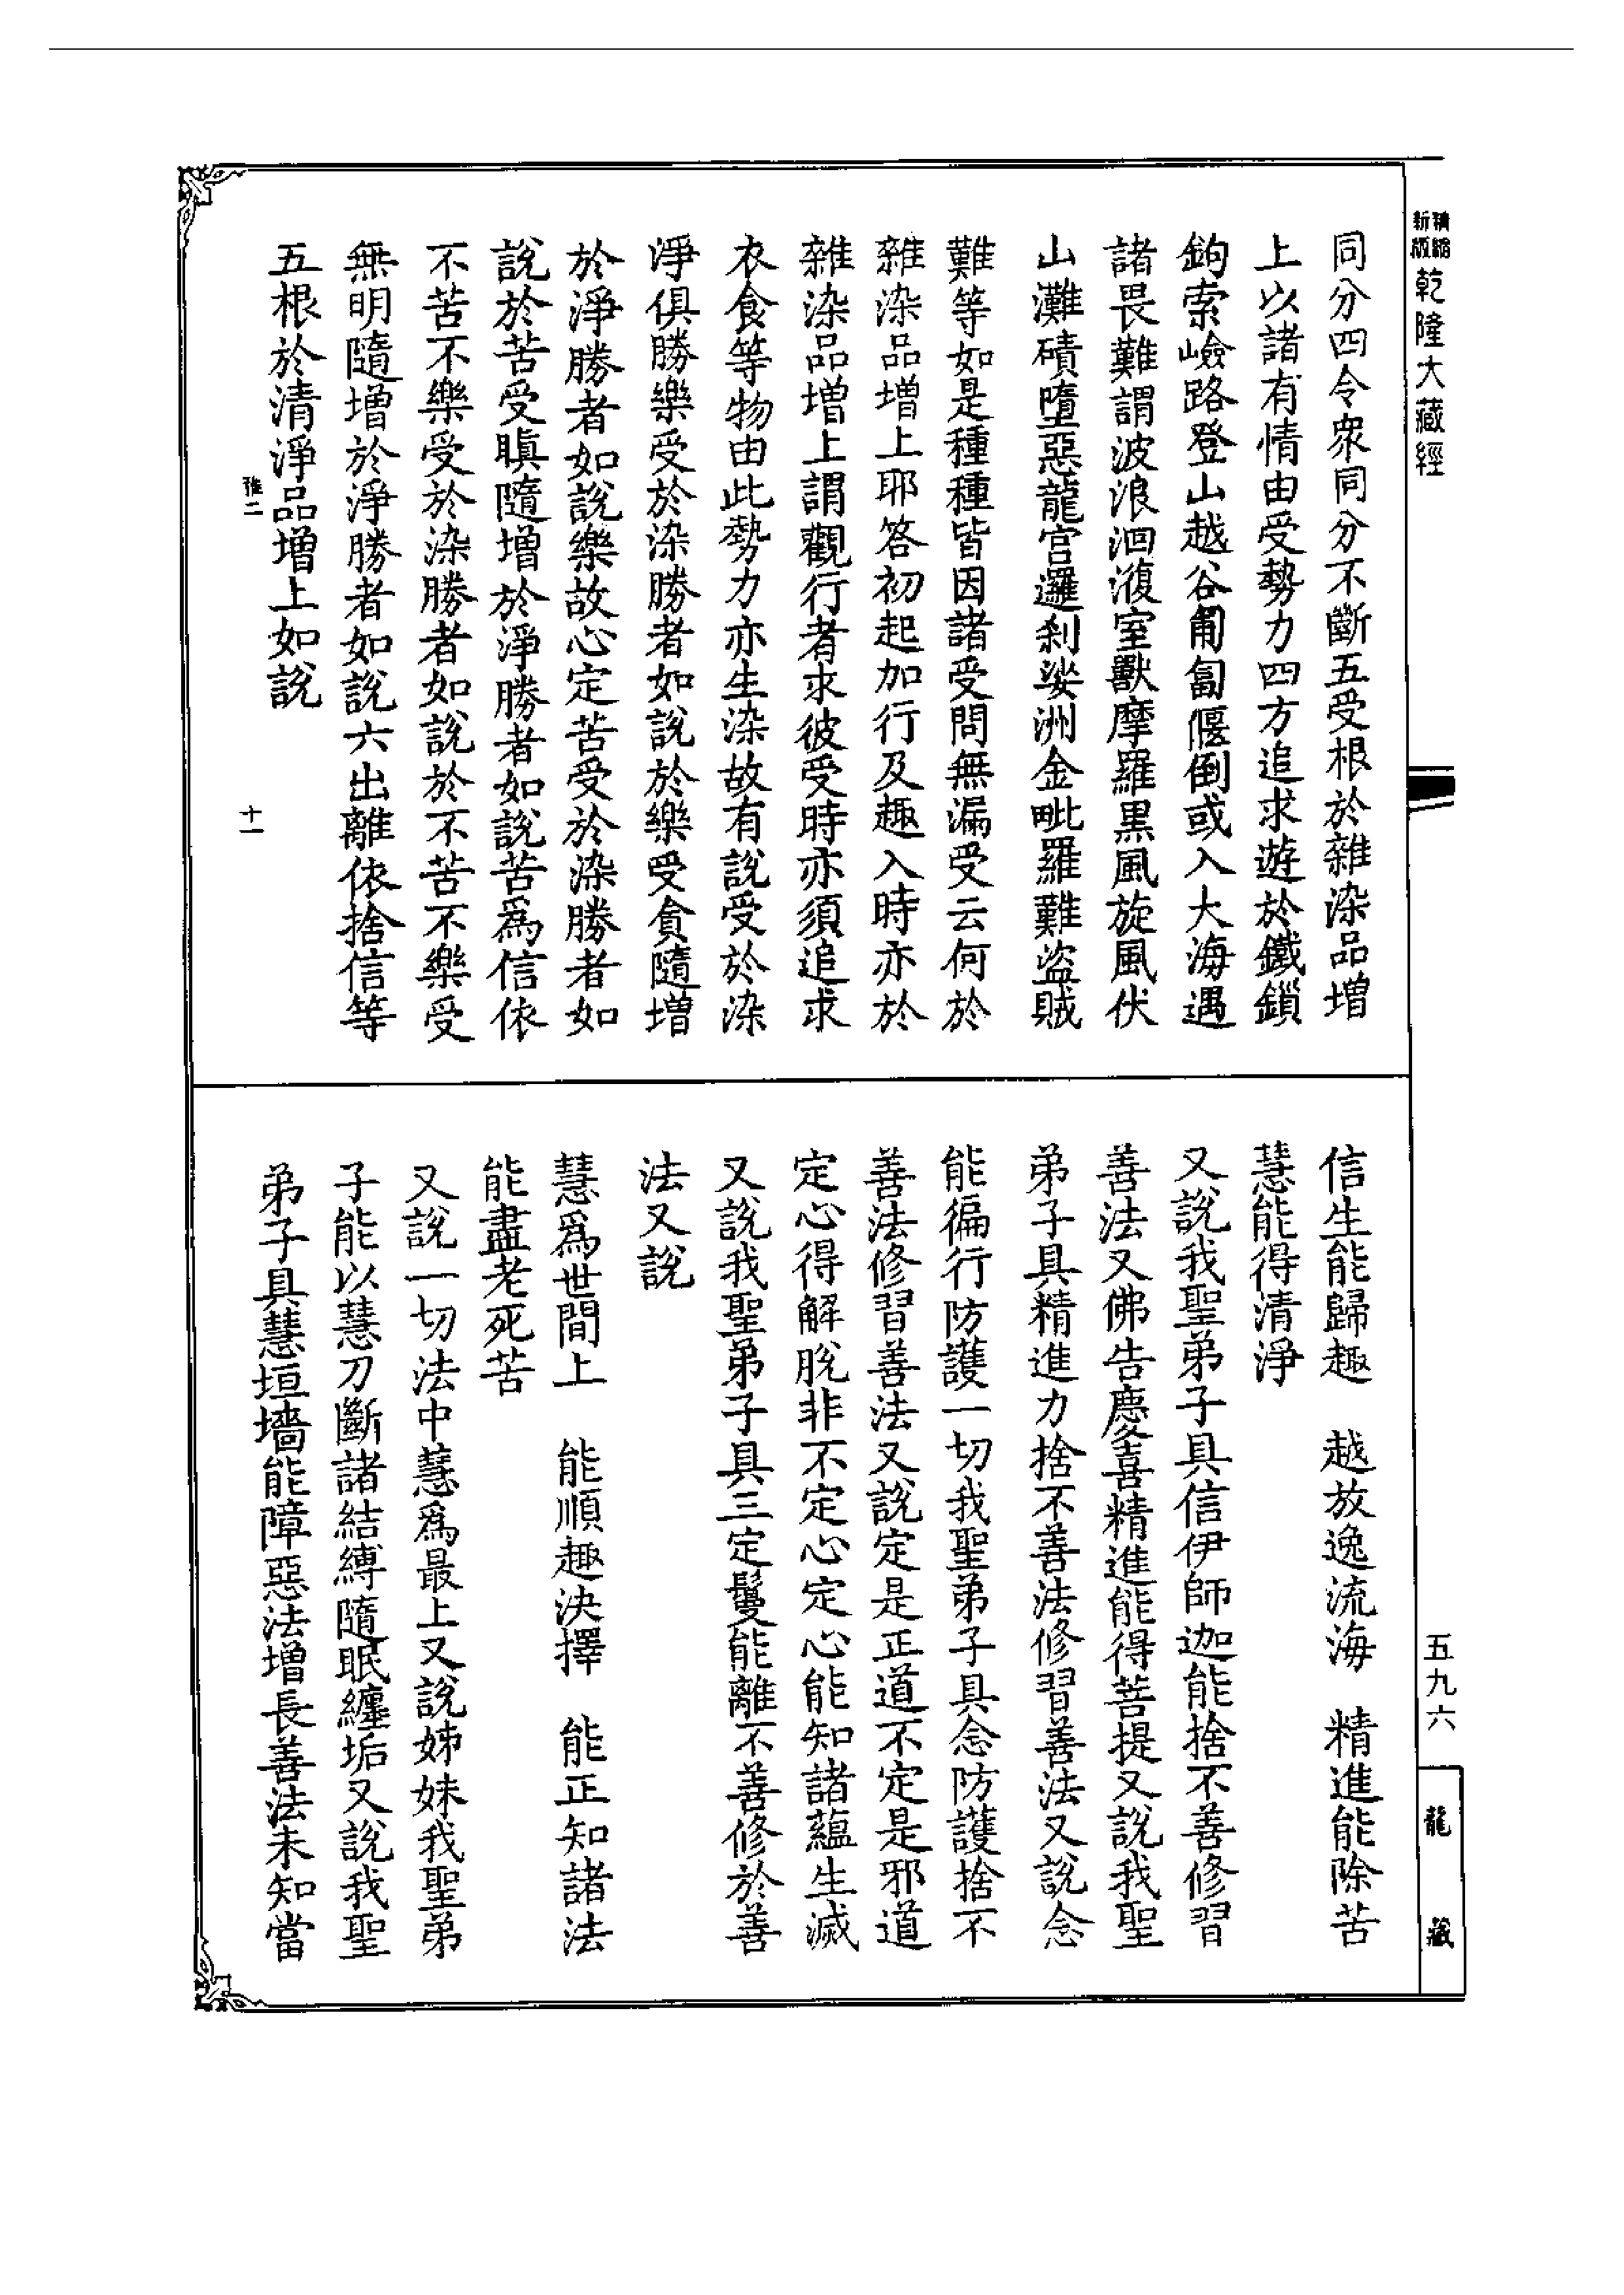 精縮
新版
乾隆大藏經
同分四令衆同分不斷五受根於雜染品增
上以諸有情由受勢力四方追求遊於鐵鎖
鉤索嶮路登山越谷匍匐偃倒或入大海遇
諸畏難謂波浪洄澓室獸摩羅黒風旋風伏
山灘磧墮惡龍宫邏刹娑洲金毗羅難盜賊
難等如是種種皆因諸受問無漏受云何於
雜染品增上耶答初起加行及趣入時亦於
雜染品增上謂觀行者求彼受時亦須追求
衣食等物由此勢力亦生染故有說受於染
淨俱勝樂受於染勝者如說於樂受貪隨增
於淨勝者如說樂故心定苦受於染勝者如
說於苦受瞋隨增於淨勝者如說苦爲信依
不苦不樂受於染勝者如說於不苦不樂受
無明隨增於淨勝者如說六出離依捨信等
五根於清淨品增上如說
雅二
十一
信生能歸趣　越放逸流海　精進能除苦
慧能得清淨
又說我聖弟子具信伊師迦能捨不善修習
善法又佛告慶喜精進能得菩提又說我聖
弟子具精進力捨不善法修習善法又說念
能徧行防護一切我聖弟子具念防護捨不
善法修習善法又說定是正道不定是邪道
定心得解脫非不定心定心能知諸蘊生滅
又說我聖弟子具三定鬘能離不善修於善
法又說
慧爲世間上　能順趣決擇　能正知諸法
能盡老死苦
又說一切法中慧爲最上又說姊妹我聖弟
子能以慧刀斷諸結縛隨眠纏垢又說我聖
弟子具慧垣墻能障惡法增長善法未知當
五九六
龍藏